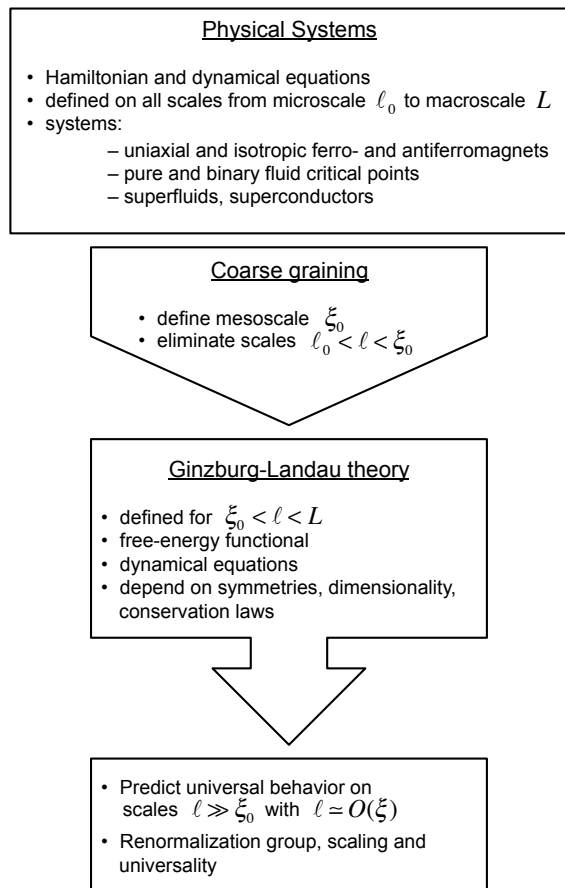 Physical Systems
• Hamiltonian and dynamical equations
• defined on all scales from microscale ℓ₀ to macroscale L
• systems:
– uniaxial and isotropic ferro- and antiferromagnets
– pure and binary fluid critical points
– superfluids, superconductors
Coarse graining
• define mesoscale ξ₀
• eliminate scales ℓ₀ < ℓ < ξ₀
Ginzburg-Landau theory
• defined for ξ₀ < ℓ < L
• free-energy functional
• dynamical equations
• depend on symmetries, dimensionality,
conservation laws
• Predict universal behavior on
scales ℓ ≫ ξ₀ with ℓ ≃ O(ξ)
• Renormalization group, scaling and
universality